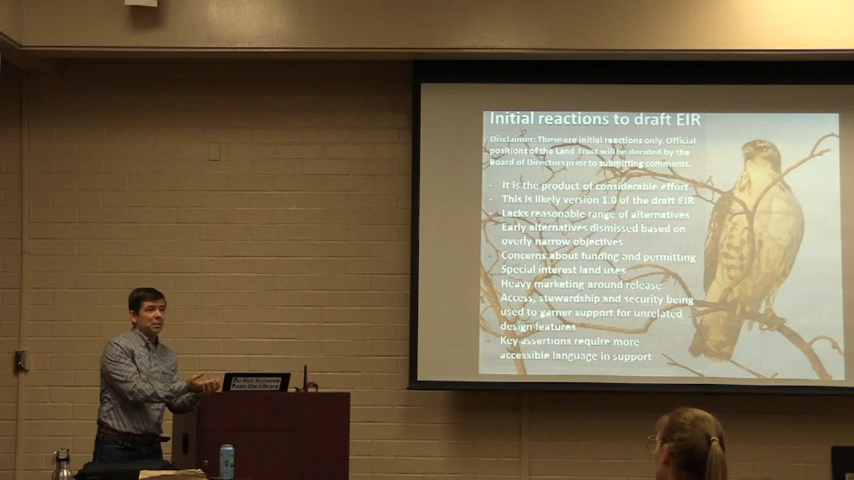 Initial reactions to draft EIR
Disclaimer: These are initial reactions only. Official
positions of the Land Trust will be decided by the
Board of Directors prior to submitting comments.
- It is the product of considerable effort
- This is likely version 1.0 of the draft EIR
- Lacks reasonable range of alternatives
- Early alternatives dismissed based on
overly narrow objectives
- Concerns about funding and permitting
- Special interest land uses
- Heavy marketing around release
- Access, stewardship and security being
used to garner support for unrelated
design features
- Key assertions require more
accessible language in support
Do Not Remove
From the Library